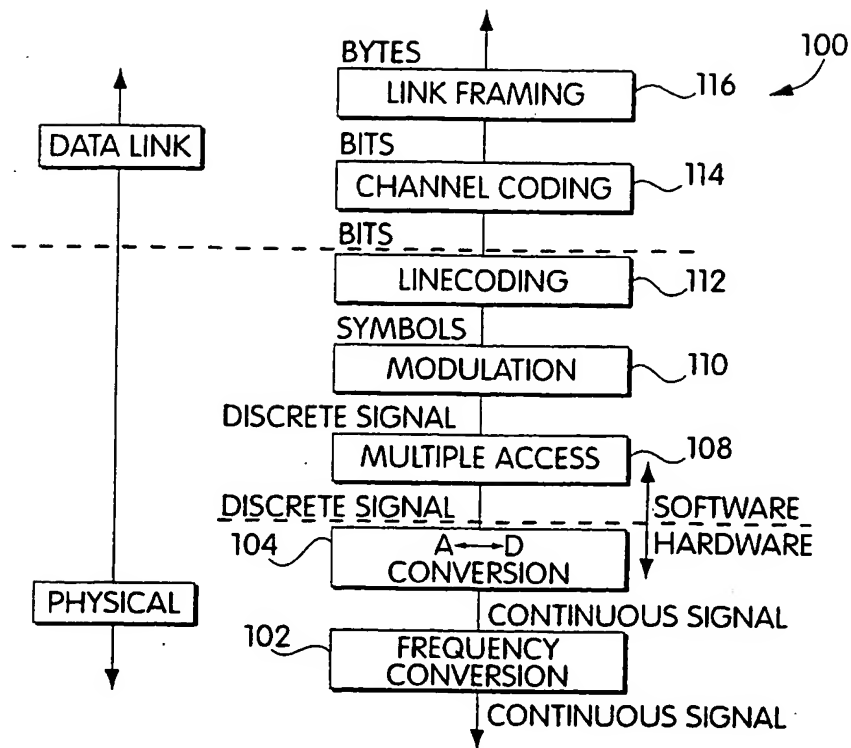 BYTES
100
LINK FRAMING
116
DATA LINK
BITS
CHANNEL CODING
114
BITS
LINECODING
112
SYMBOLS
MODULATION
110
DISCRETE SIGNAL
MULTIPLE ACCESS
108
DISCRETE SIGNAL
SOFTWARE
104
A↔D
HARDWARE
CONVERSION
PHYSICAL
CONTINUOUS SIGNAL
102
FREQUENCY
CONVERSION
CONTINUOUS SIGNAL